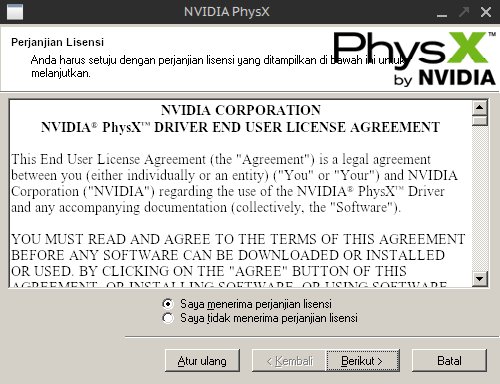 NVIDIA PhysX
Perjanjian Lisensi
Anda harus setuju dengan perjanjian lisensi yang ditampilkan di bawah ini untuk
melanjutkan.
PhysX™
by NVIDIA
NVIDIA CORPORATION
NVIDIA® PhysX™ DRIVER END USER LICENSE AGREEMENT
This End User License Agreement (the "Agreement") is a legal agreement
between you (either individually or an entity) ("You" or "Your") and NVIDIA
Corporation ("NVIDIA") regarding the use of the NVIDIA® PhysX™ Driver
and any accompanying documentation (collectively, the "Software").
YOU MUST READ AND AGREE TO THE TERMS OF THIS AGREEMENT
BEFORE ANY SOFTWARE CAN BE DOWNLOADED OR INSTALLED
OR USED. BY CLICKING ON THE "AGREE" BUTTON OF THIS
AGREEMENT, OR INSTALLING SOFTWARE, OR USING SOFTWARE
Saya menerima perjanjian lisensi
Saya tidak menerima perjanjian lisensi
Atur ulang
< Kembali
Berikut >
Batal